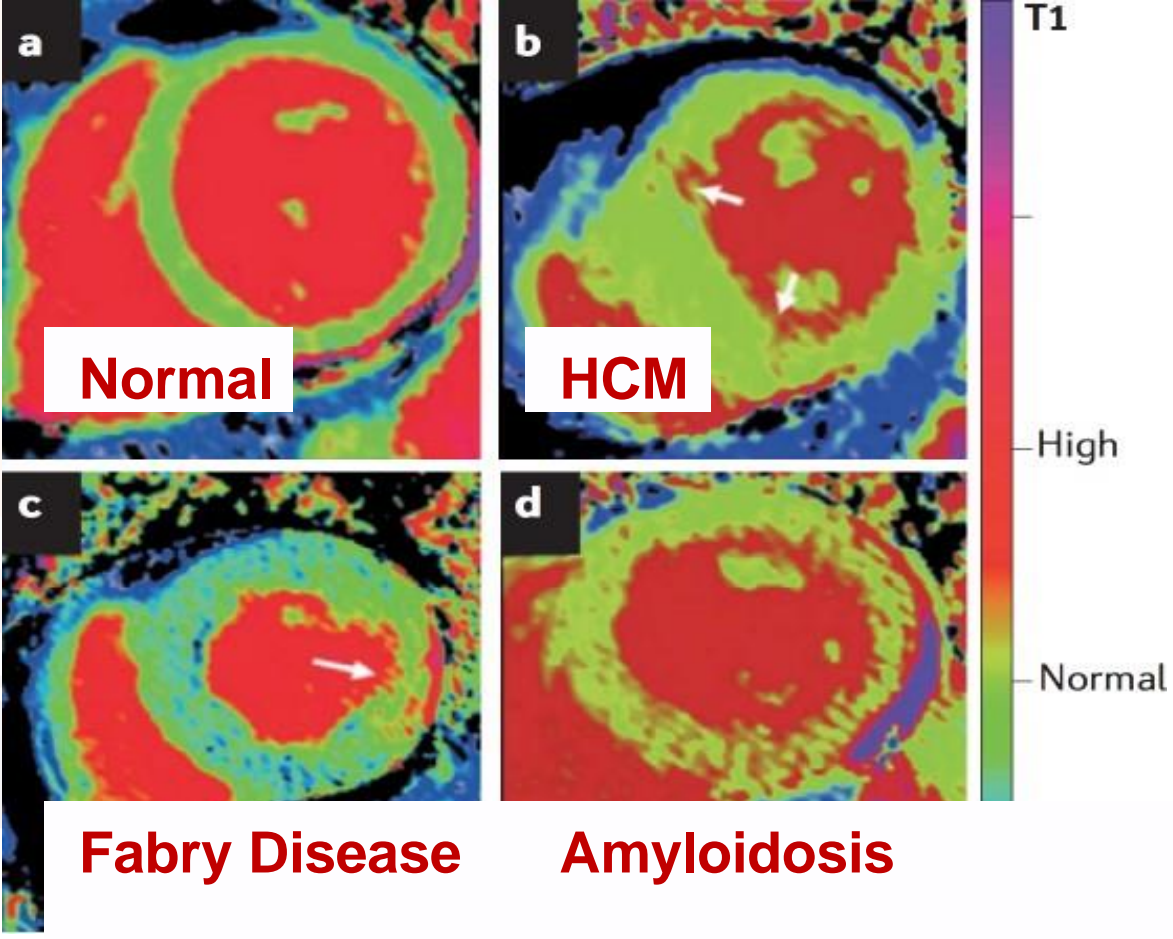 a
b
T1
Normal
HCM
High
c
d
Normal
Fabry Disease
Amyloidosis